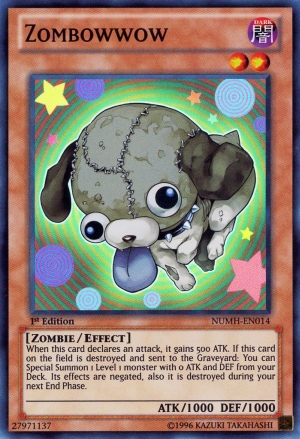 ZOMBOWWOW
DARK
闇
1st Edition
NUMH-EN014
[ZOMBIE/EFFECT]
When this card declares an attack, it gains 500 ATK. If this card
on the field is destroyed and sent to the Graveyard: You can
Special Summon 1 Level 1 monster with 0 ATK and DEF from your
Deck. Its effects are negated, also it is destroyed during your
next End Phase.
ATK/1000 DEF/1000
27971137
©1996 KAZUKI TAKAHASHI